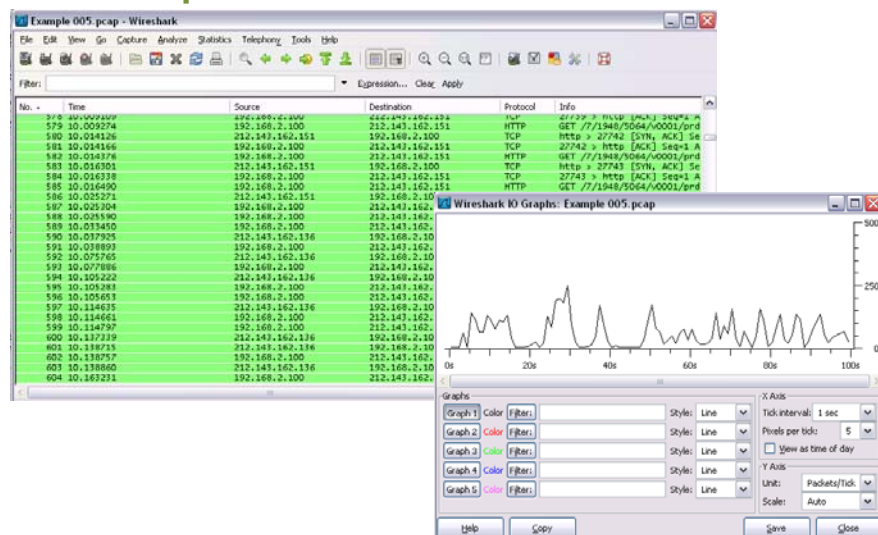 Example 005.pcap - Wireshark
File Edit View Go Capture Analyze Statistics Telephony Tools Help
Filter: Expression... Clear Apply
No. Time Source Destination Protocol Info
578 10.009109 192.168.2.100 212.143.162.151 TCP 27739 > http [ACK] Seq=1 A
579 10.009274 192.168.2.100 212.143.162.151 HTTP GET /7/1948/5064/v0001/prd
580 10.014126 212.143.162.151 192.168.2.100 TCP http > 27742 [SYN, ACK] Se
581 10.014166 192.168.2.100 212.143.162.151 TCP 27742 > http [ACK] Seq=1 A
582 10.014376 192.168.2.100 212.143.162.151 HTTP GET /7/1948/5064/v0001/prd
583 10.016301 212.143.162.151 192.168.2.100 TCP http > 27743 [SYN, ACK] Se
584 10.016338 192.168.2.100 212.143.162.151 TCP 27743 > http [ACK] Seq=1 A
585 10.016490 192.168.2.100 212.143.162.151 HTTP GET /7/1948/5064/v0001/prd
586 10.025271 212.143.162.151 192.168.2.10
587 10.025304 192.168.2.100 212.143.162.
588 10.025590 192.168.2.100 212.143.162.
589 10.033450 192.168.2.100 212.143.162.
590 10.037925 212.143.162.136 192.168.2.10
591 10.038893 192.168.2.100 212.143.162.
592 10.075765 212.143.162.136 192.168.2.10
593 10.077886 192.168.2.100 212.143.162.
594 10.105222 212.143.162.136 192.168.2.10
595 10.105283 192.168.2.100 212.143.162.
596 10.105653 192.168.2.100 212.143.162.
597 10.114635 212.143.162.136 192.168.2.10
598 10.114661 192.168.2.100 212.143.162.
599 10.114797 192.168.2.100 212.143.162.
600 10.137339 212.143.162.136 192.168.2.10
601 10.138715 212.143.162.136 192.168.2.10
602 10.138757 192.168.2.100 212.143.162.
603 10.138860 212.143.162.136 192.168.2.10
604 10.163231 192.168.2.100 212.143.162.
Wireshark IO Graphs: Example 005.pcap
500
250
0
0s 20s 40s 60s 80s 100s
Graphs X Axis
Graph 1 Color Filter: Style: Line Tick interval: 1 sec
Graph 2 Color Filter: Style: Line Pixels per tick: 5
Graph 3 Color Filter: Style: Line View as time of day
Graph 4 Color Filter: Style: Line Y Axis
Graph 5 Color Filter: Style: Line Unit: Packets/Tick
Scale: Auto
Help Copy Save Close